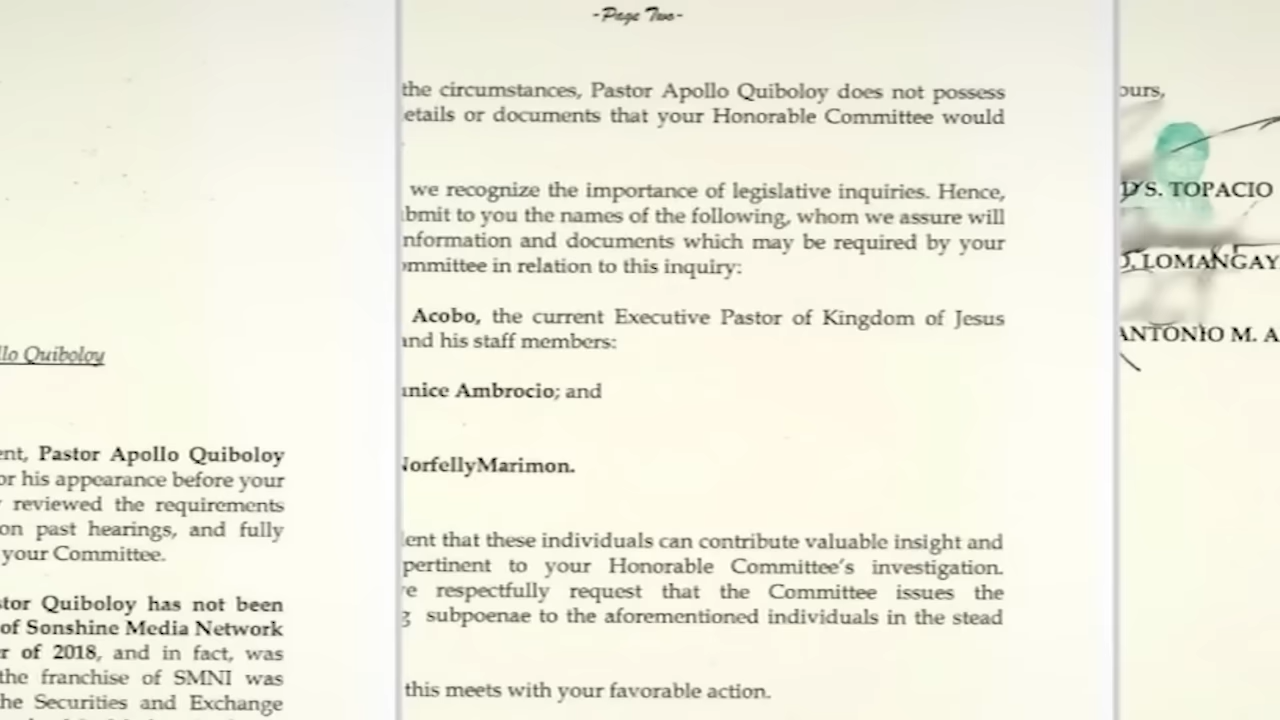 llo Quiboloy
ent, Pastor Apollo Quiboloy
or his appearance before your
reviewed the requirements
on past hearings, and fully
your Committee.
stor Quiboloy has not been
of Sonshine Media Network
r of 2018, and in fact, was
the franchise of SMNI was
he Securities and Exchange
-Page Two-
the circumstances, Pastor Apollo Quiboloy does not possess
etails or documents that your Honorable Committee would
we recognize the importance of legislative inquiries. Hence,
bmit to you the names of the following, whom we assure will
nformation and documents which may be required by your
ommittee in relation to this inquiry:
Acobo, the current Executive Pastor of Kingdom of Jesus
and his staff members:
nice Ambrocio; and
NorfellyMarimon.
ent that these individuals can contribute valuable insight and
pertinent to your Honorable Committee's investigation.
e respectfully request that the Committee issues the
g subpoenae to the aforementioned individuals in the stead
this meets with your favorable action.
ours,
D S. TOPACIO
J. LOMANGAY
ANTONIO M. A